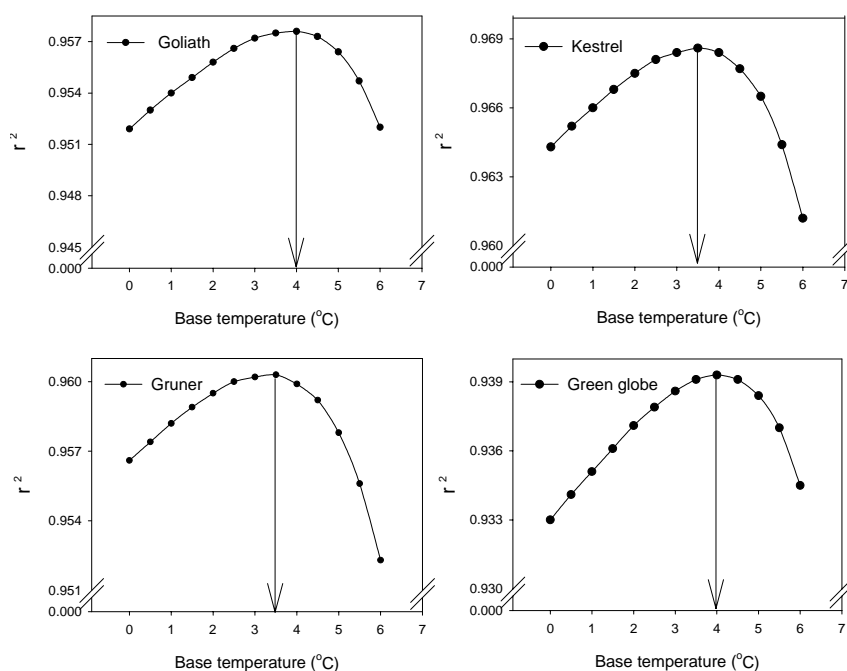 Goliath
0.957
0.954
0.951
0.948
0.945
0.000
r ²
0 1 2 3 4 5 6 7
Base temperature (°C)
Kestrel
0.969
0.966
0.963
0.960
0.000
r ²
0 1 2 3 4 5 6 7
Base temperature (°C)
Gruner
0.960
0.957
0.954
0.951
0.000
r ²
0 1 2 3 4 5 6 7
Base temperature (°C)
Green globe
0.939
0.936
0.933
0.930
0.000
r ²
0 1 2 3 4 5 6 7
Base temperature (°C)